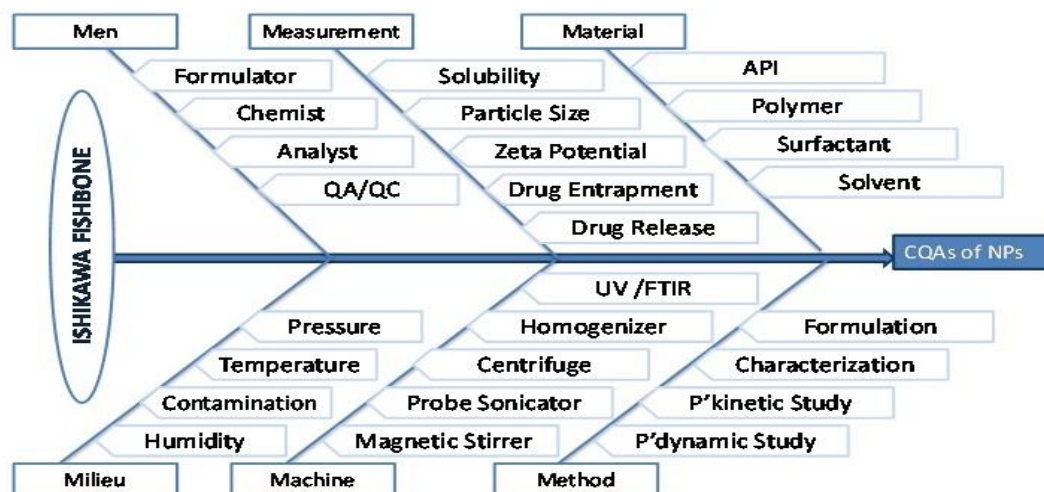 Men
Measurement
Material
Formulator
Chemist
Analyst
QA/QC
Solubility
Particle Size
Zeta Potential
Drug Entrapment
Drug Release
API
Polymer
Surfactant
Solvent
ISHIKAWA FISHBONE
CQAs of NPs
Pressure
Temperature
Contamination
Humidity
UV /FTIR
Homogenizer
Centrifuge
Probe Sonicator
Magnetic Stirrer
Formulation
Characterization
P'kinetic Study
P'dynamic Study
Milieu
Machine
Method